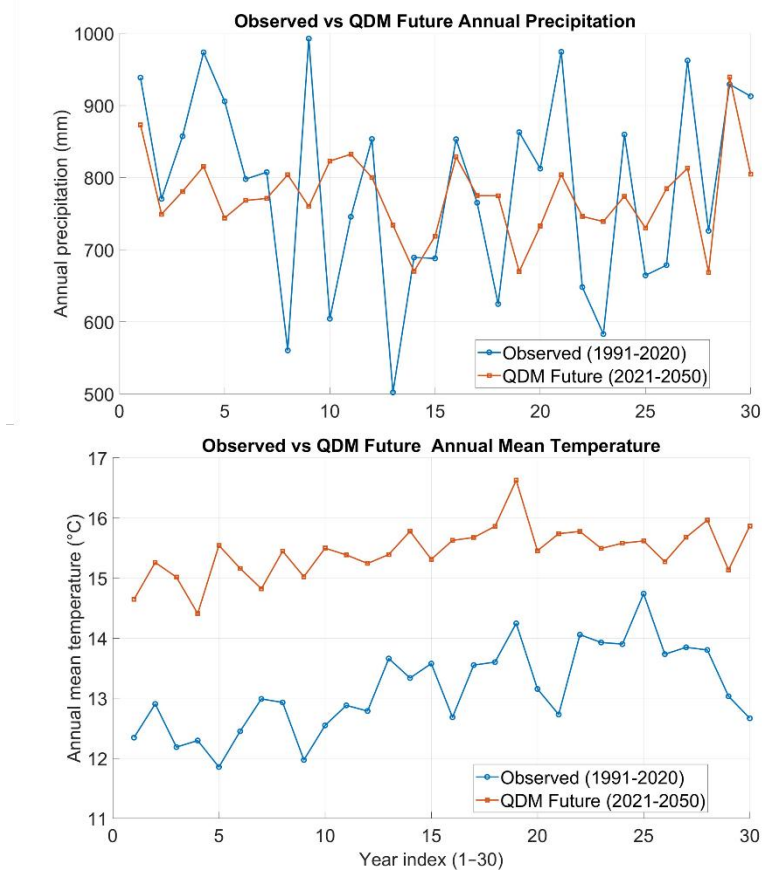 Observed vs QDM Future Annual Precipitation
Annual precipitation (mm)
1000
900
800
700
600
500
0 5 10 15 20 25 30
Observed (1991-2020)
QDM Future (2021-2050)
Observed vs QDM Future  Annual Mean Temperature
Annual mean temperature (°C)
17
16
15
14
13
12
11
0 5 10 15 20 25 30
Observed (1991-2020)
QDM Future (2021-2050)
Year index (1–30)